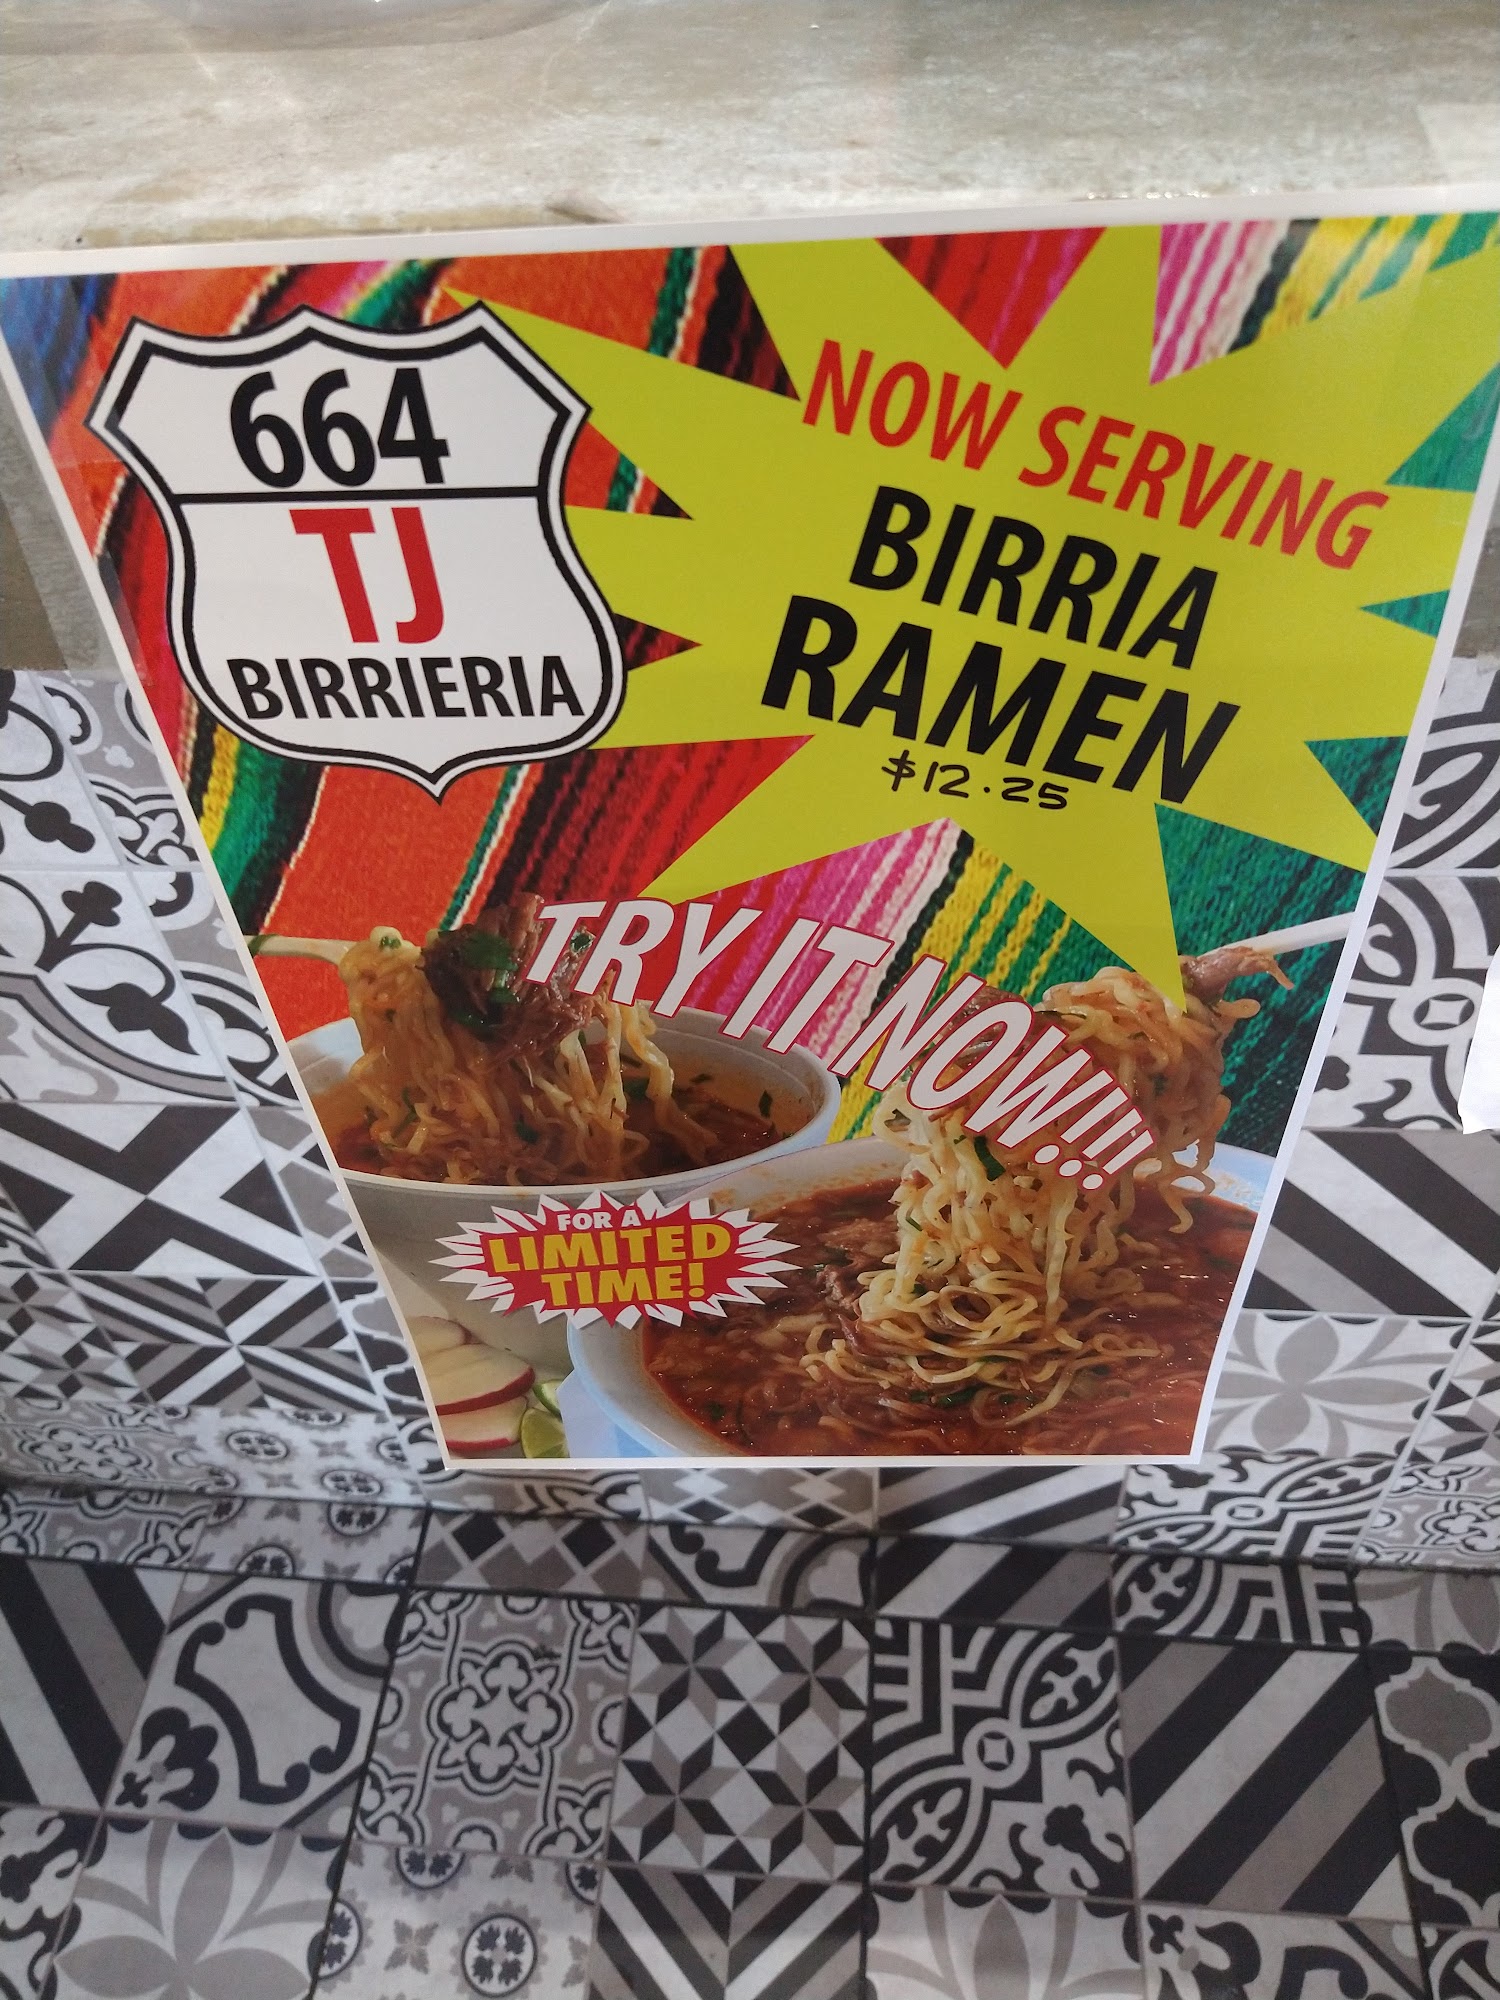 664
TJ
BIRRIERIA
NOW SERVING
BIRRIA
RAMEN
$12.25
TRY IT NOW!!!
FOR A
LIMITED
TIME!